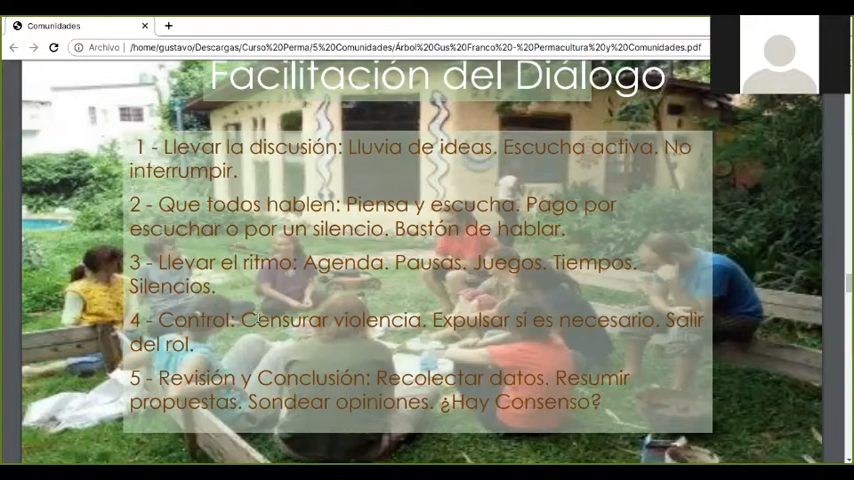 Comunidades
Archivo
/home/gustavo/Descargas/Curso%20Perma/5%20Comunidades/Árbol%20Gus%20Franco%20-%20Permacultura%20y%20Comunidades.pdf
Facilitación del Diálogo
1 - Llevar la discusión: Lluvia de ideas. Escucha activa. No
interrumpir.
2 - Que todos hablen: Piensa y escucha. Pago por
escuchar o por un silencio. Bastón de hablar.
3 - Llevar el ritmo: Agenda. Pausas. Juegos. Tiempos.
Silencios.
4 - Control: Censurar violencia. Expulsar si es necesario. Salir
del rol.
5 - Revisión y Conclusión: Recolectar datos. Resumir
propuestas. Sondear opiniones. ¿Hay Consenso?